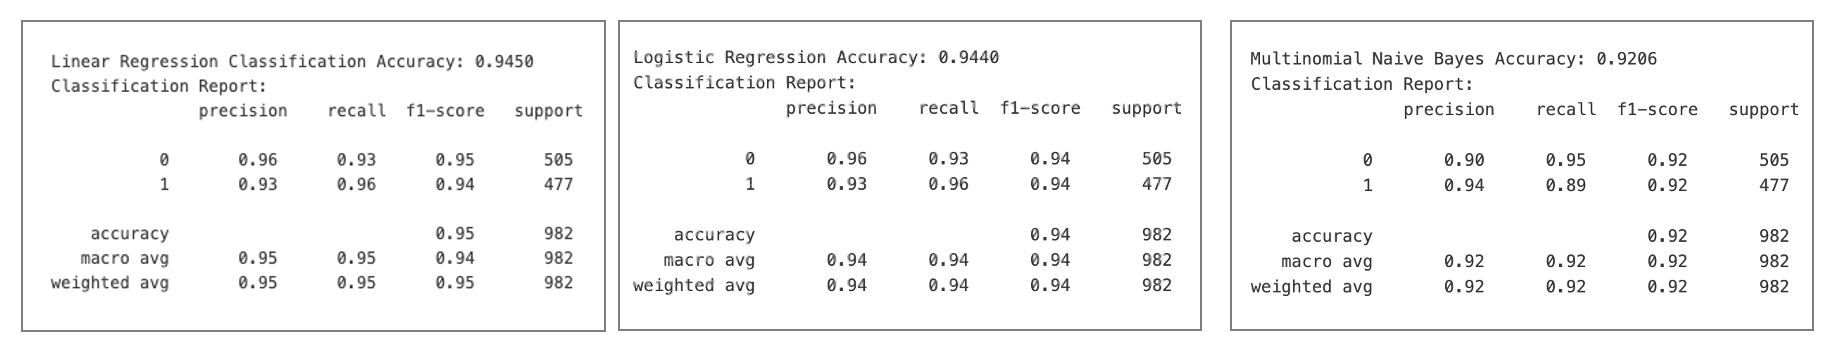 Linear Regression Classification Accuracy: 0.9450
Classification Report:
precision recall f1-score support
0 0.96 0.93 0.95 505
1 0.93 0.96 0.94 477
accuracy 0.95 982
macro avg 0.95 0.95 0.94 982
weighted avg 0.95 0.95 0.95 982
Logistic Regression Accuracy: 0.9440
Classification Report:
precision recall f1-score support
0 0.96 0.93 0.94 505
1 0.93 0.96 0.94 477
accuracy 0.94 982
macro avg 0.94 0.94 0.94 982
weighted avg 0.94 0.94 0.94 982
Multinomial Naive Bayes Accuracy: 0.9206
Classification Report:
precision recall f1-score support
0 0.90 0.95 0.92 505
1 0.94 0.89 0.92 477
accuracy 0.92 982
macro avg 0.92 0.92 0.92 982
weighted avg 0.92 0.92 0.92 982